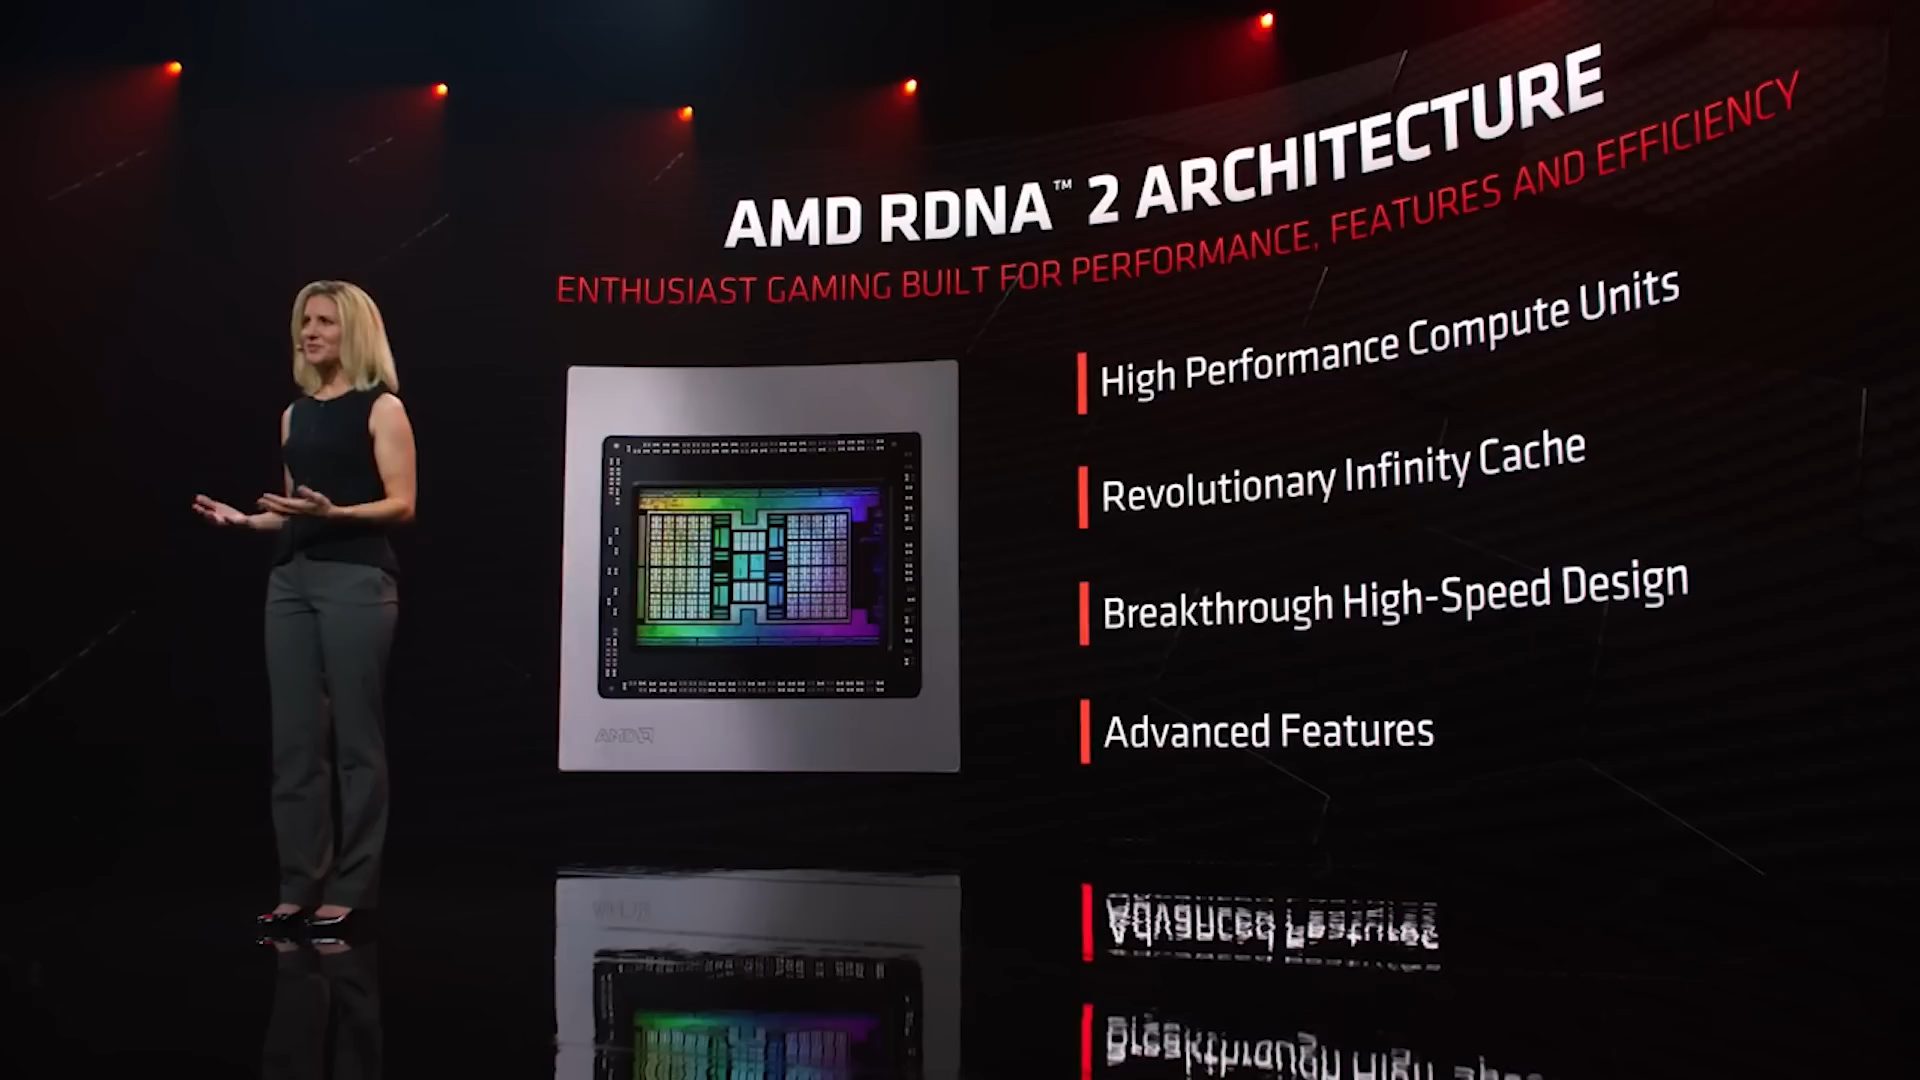 AMD RDNA™ 2 ARCHITECTURE
ENTHUSIAST GAMING BUILT FOR PERFORMANCE, FEATURES AND EFFICIENCY
High Performance Compute Units
Revolutionary Infinity Cache
Breakthrough High-Speed Design
Advanced Features
AMD